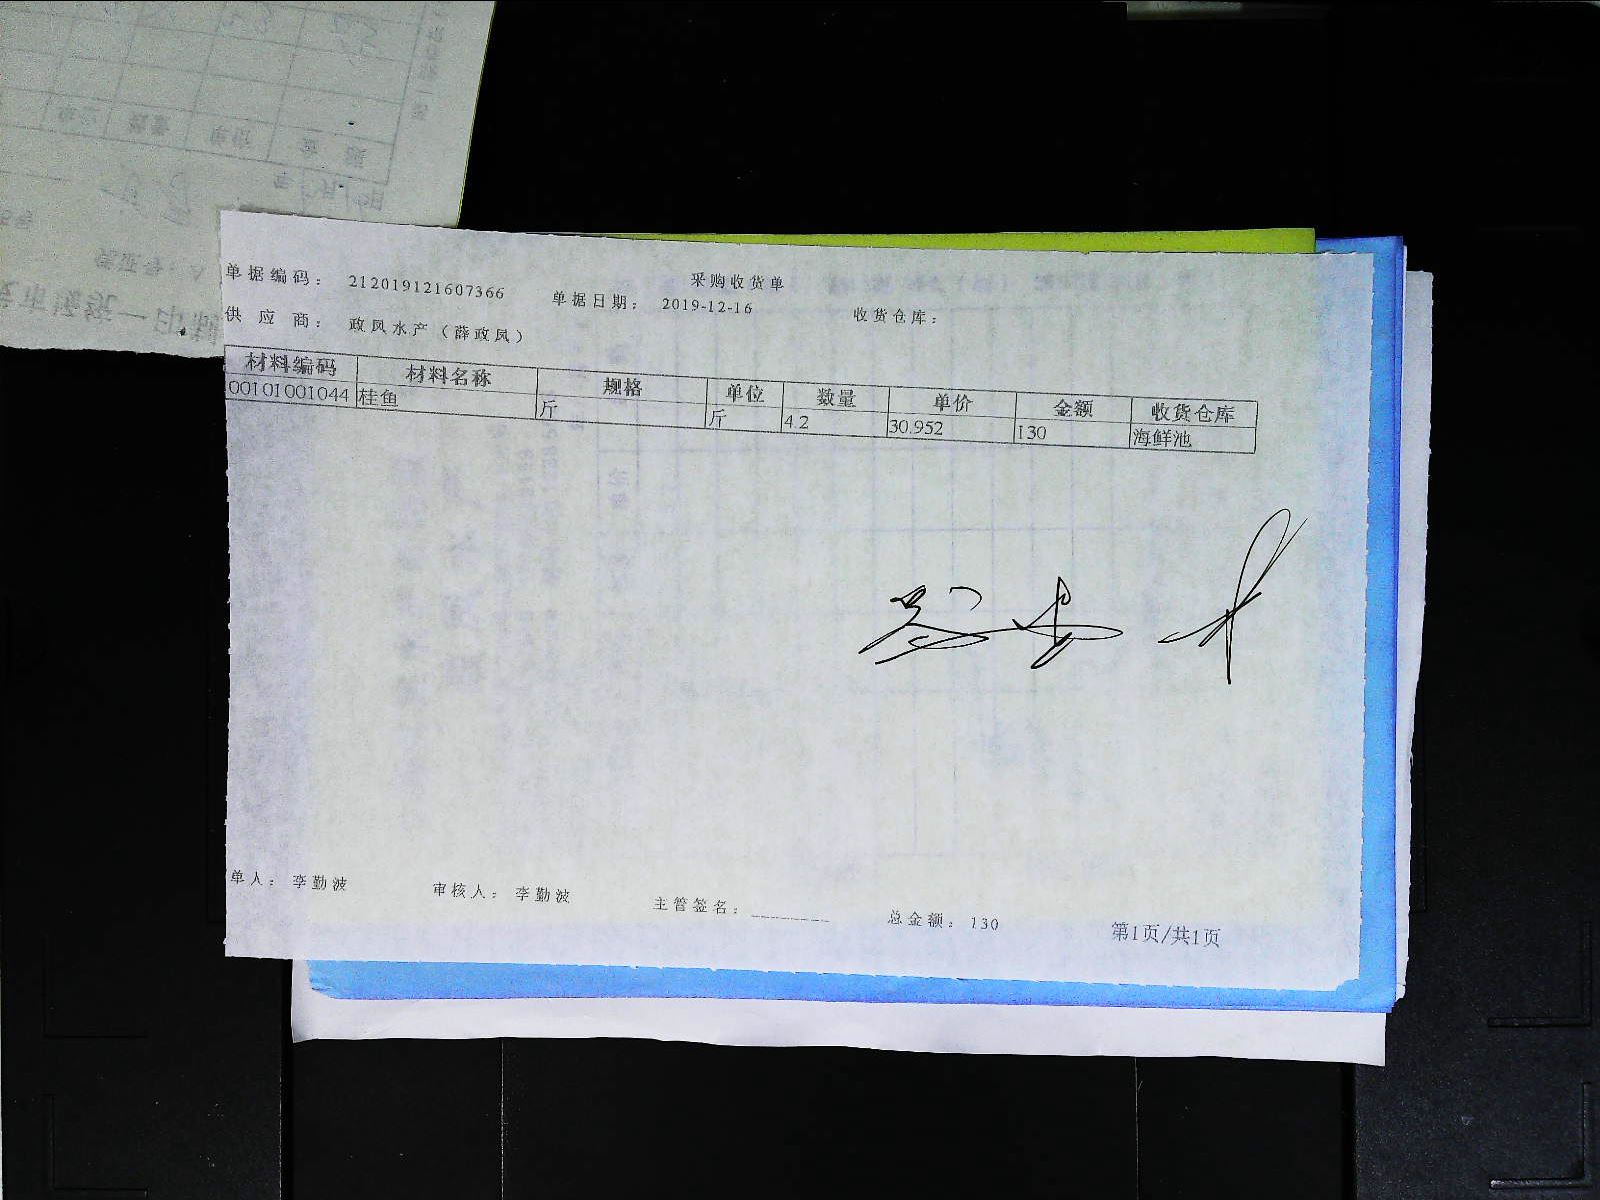 采购收货单
单据编码： 212019121607366 单据日期： 2019-12-16 收货仓库：
供应商： 政风水产（薛政凤）
材料编码 材料名称 规格 单位 数量 单价 金额 收货仓库
00101001044 桂鱼 斤 斤 4.2 30.952 130 海鲜池
单人： 李勤波 审核人： 李勤波 主管签名： 总金额： 130 第1页/共1页